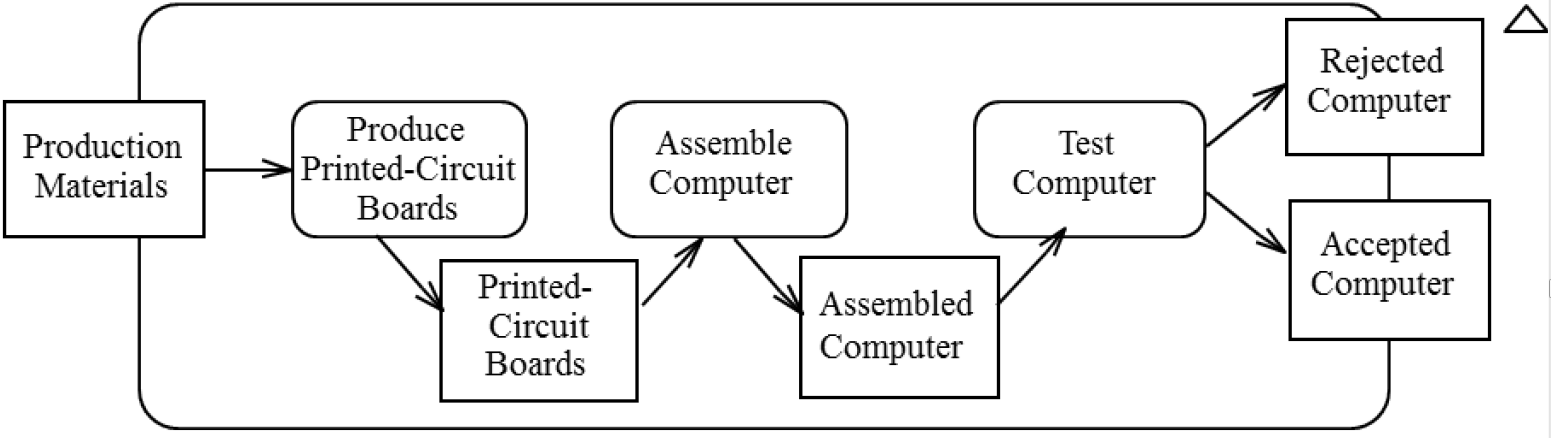 Production
Materials
Produce
Printed-Circuit
Boards
Printed-
Circuit
Boards
Assemble
Computer
Assembled
Computer
Test
Computer
Rejected
Computer
Accepted
Computer